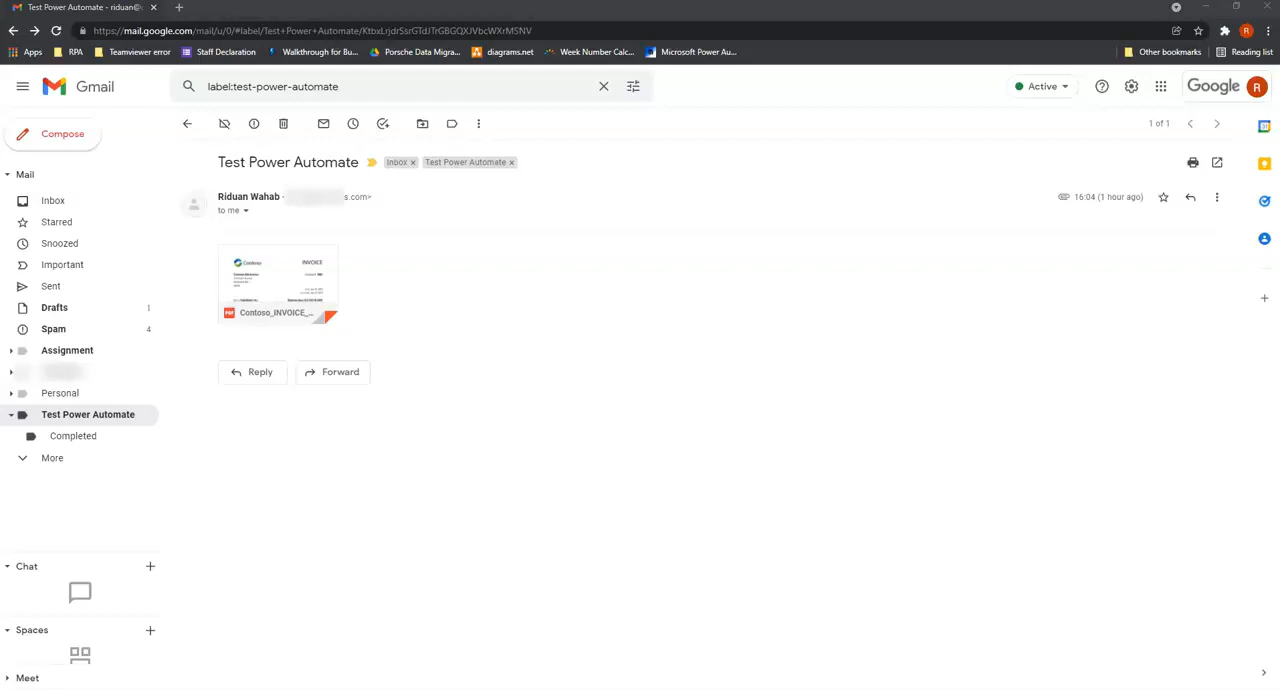 Test Power Automate - riduan@
https://mail.google.com/mail/u/0/#label/Test+Power+Automate/KtbxLrjdrSsrGTdJTrGBGQXJVbcWXrMSNV
Apps RPA Teamviewer error Staff Declaration Walkthrough for Bu... Porsche Data Migra... diagrams.net Week Number Calc... Microsoft Power Au... Other bookmarks Reading list
Gmail label:test-power-automate Active Google R
Compose 1 of 1
Mail
Test Power Automate Inbox × Test Power Automate ×
Inbox
Riduan Wahab s.com> 16:04 (1 hour ago)
to me
Starred
Snoozed
Important
Sent
Drafts 1
Spam 4
Assignment
Personal
Test Power Automate
Completed
More
Contoso INVOICE
PDF Contoso_INVOICE_...
Reply Forward
Chat
Spaces
Meet